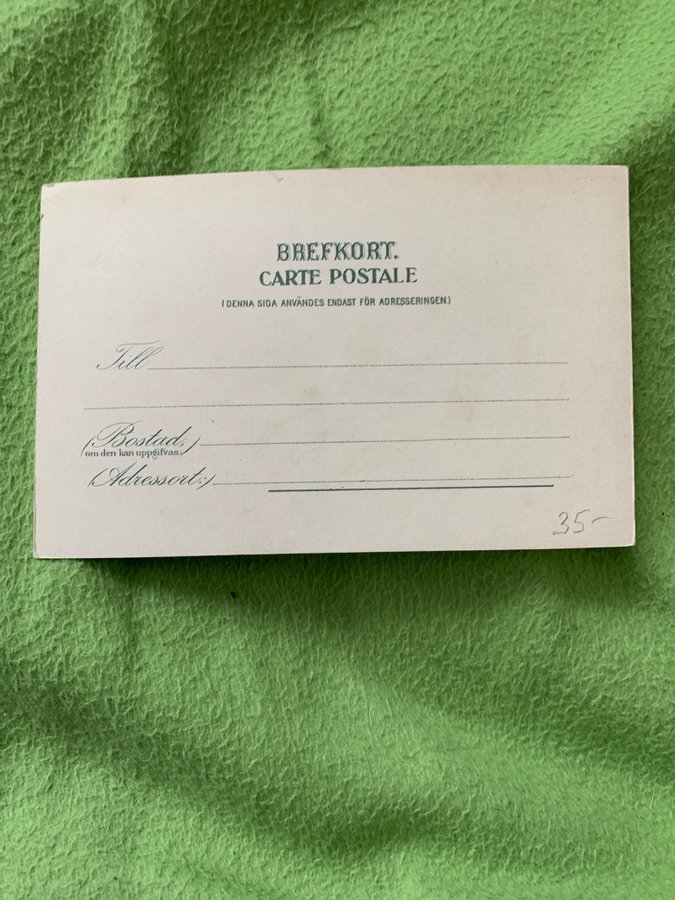 BREFKORT.
CARTE POSTALE
(DENNA SIDA ANVÄNDES ENDAST FÖR ADRESSERINGEN)
Till
(Bostad,)
om den kan uppgifvas:
(Adressort:)
35-